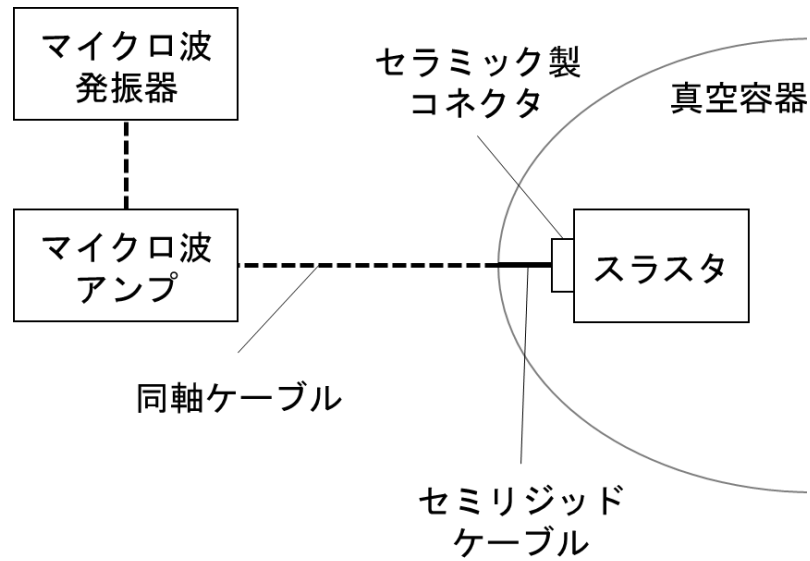 マイクロ波
発振器
セラミック製
コネクタ
真空容器
マイクロ波
アンプ
スラスタ
同軸ケーブル
セミリジッド
ケーブル